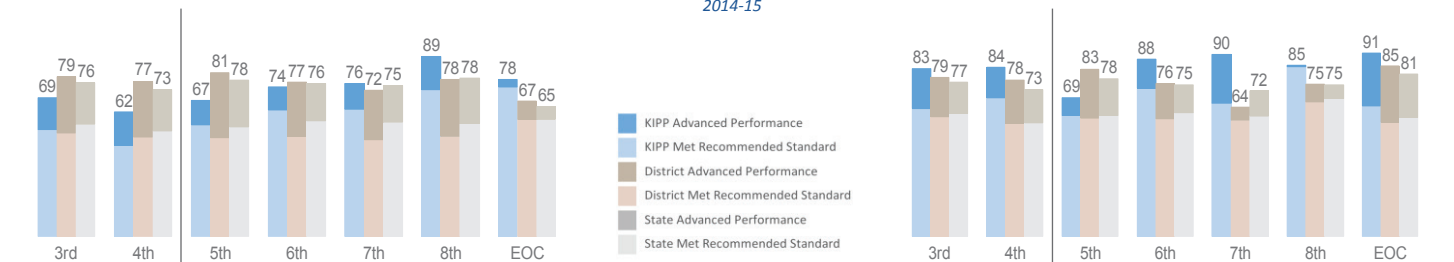 2014-15
69 79 76
62 77 73
67 81 78
74 77 76
76 72 75
89 78 78
78 67 65
3rd 4th 5th 6th 7th 8th EOC
KIPP Advanced Performance
KIPP Met Recommended Standard
District Advanced Performance
District Met Recommended Standard
State Advanced Performance
State Met Recommended Standard
83 79 77
84 78 73
69 83 78
88 76 75
90 64 72
85 75 75
91 85 81
3rd 4th 5th 6th 7th 8th EOC